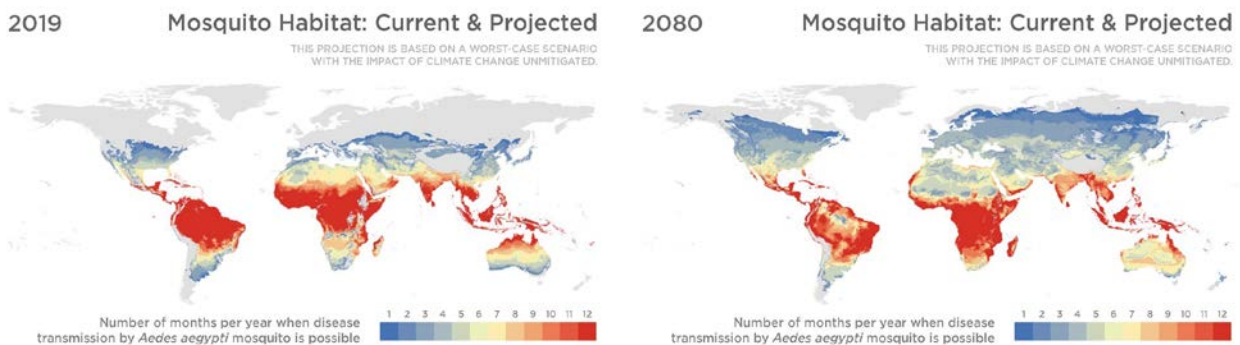 2019
Mosquito Habitat: Current & Projected
THIS PROJECTION IS BASED ON A WORST-CASE SCENARIO
WITH THE IMPACT OF CLIMATE CHANGE UNMITIGATED.
Number of months per year when disease
transmission by Aedes aegypti mosquito is possible
1 2 3 4 5 6 7 8 9 10 11 12
2080
Mosquito Habitat: Current & Projected
THIS PROJECTION IS BASED ON A WORST-CASE SCENARIO
WITH THE IMPACT OF CLIMATE CHANGE UNMITIGATED.
Number of months per year when disease
transmission by Aedes aegypti mosquito is possible
1 2 3 4 5 6 7 8 9 10 11 12